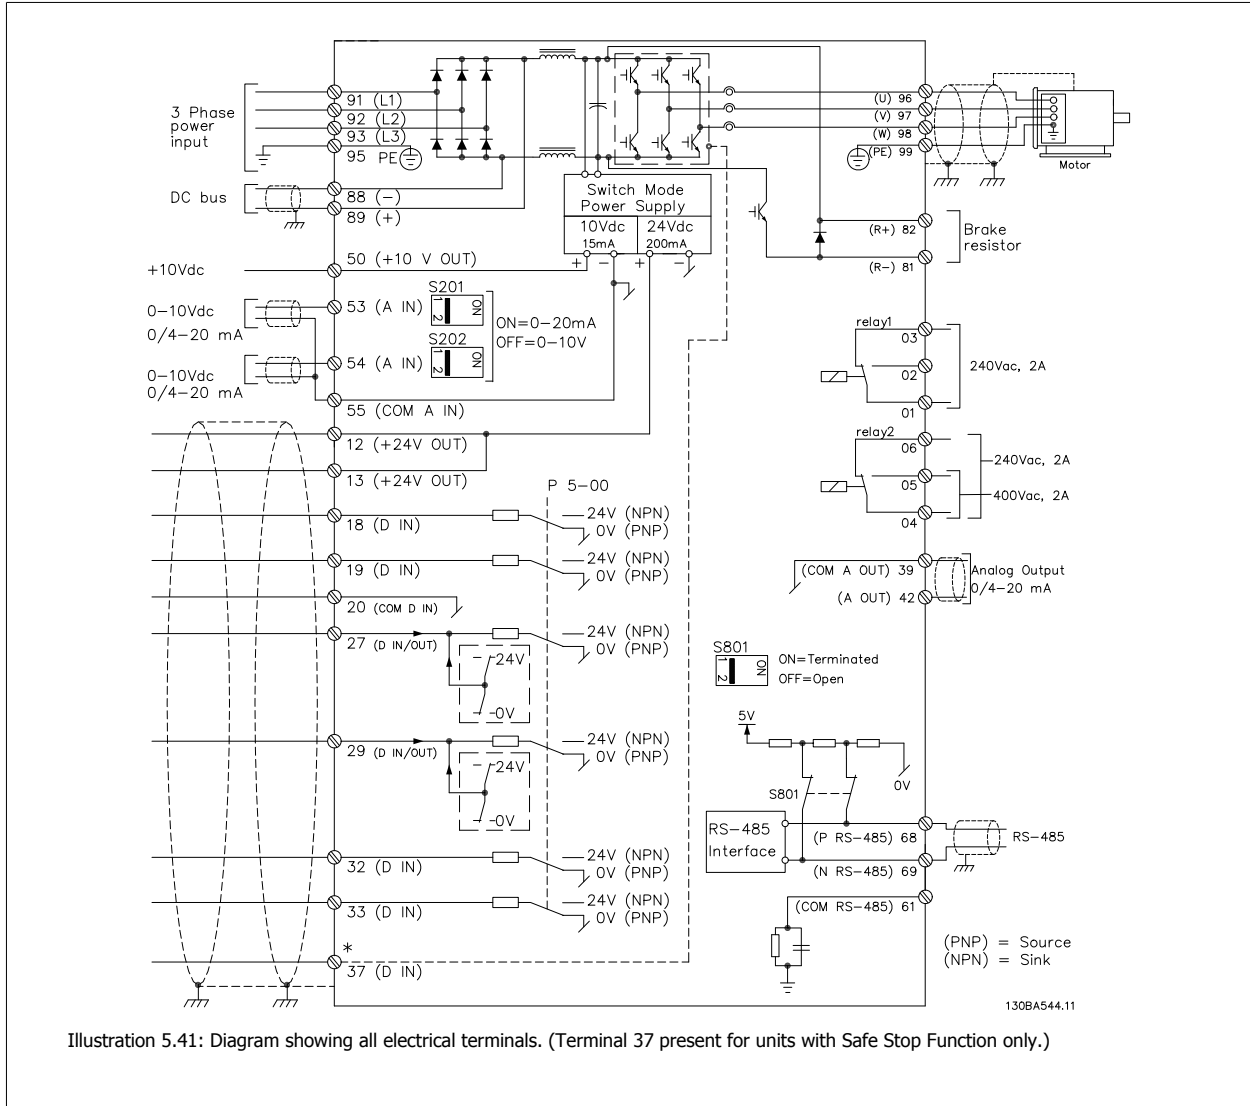 3 Phase
power
input
91 (L1)
92 (L2)
93 (L3)
95 PE
DC bus
88 (−)
89 (+)
+10Vdc
50 (+10 V OUT)
0−10Vdc
0/4−20 mA
53 (A IN)
S201
1 2
ON
ON=0−20mA
OFF=0−10V
S202
1 2
ON
0−10Vdc
0/4−20 mA
54 (A IN)
55 (COM A IN)
12 (+24V OUT)
13 (+24V OUT)
P 5-00
18 (D IN)
24V (NPN)
0V (PNP)
19 (D IN)
24V (NPN)
0V (PNP)
20 (COM D IN)
27 (D IN/OUT)
24V (NPN)
0V (PNP)
24V
0V
29 (D IN/OUT)
24V (NPN)
0V (PNP)
24V
0V
32 (D IN)
24V (NPN)
0V (PNP)
33 (D IN)
24V (NPN)
0V (PNP)
*
37 (D IN)
Switch Mode
Power Supply
10Vdc
15mA
24Vdc
200mA
+ − + −
(U) 96
(V) 97
(W) 98
(PE) 99
Motor
(R+) 82
(R−) 81
Brake
resistor
relay1
03
02
01
240Vac, 2A
relay2
06
05
04
240Vac, 2A
400Vac, 2A
(COM A OUT) 39
(A OUT) 42
Analog Output
0/4−20 mA
S801
1 2
ON
ON=Terminated
OFF=Open
5V
S801
0V
RS−485
Interface
(P RS−485) 68
(N RS−485) 69
RS−485
(COM RS−485) 61
(PNP) = Source
(NPN) = Sink
130BA544.11
Illustration 5.41: Diagram showing all electrical terminals. (Terminal 37 present for units with Safe Stop Function only.)